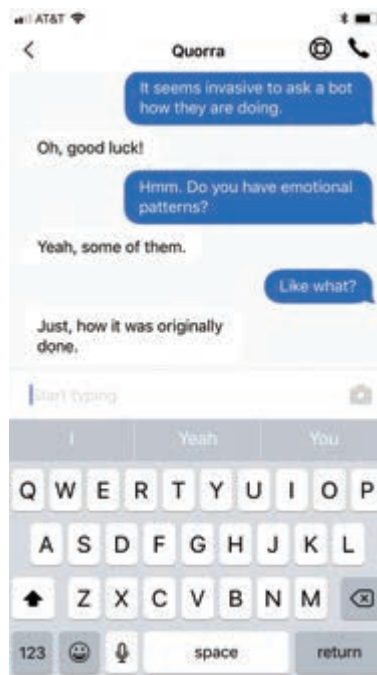 AT&T
Quorra
It seems invasive to ask a bot
how they are doing.
Oh, good luck!
Hmm. Do you have emotional
patterns?
Yeah, some of them.
Like what?
Just, how it was originally
done.
Start typing
I Yeah You
Q W E R T Y U I O P
A S D F G H J K L
Z X C V B N M
123 space return